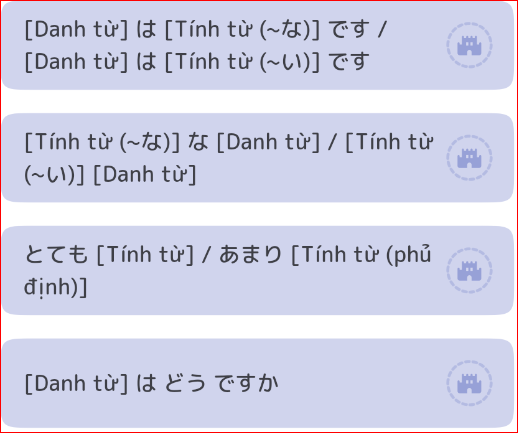 [Danh từ] は [Tính từ (~な)] です /
[Danh từ] は [Tính từ (~い)] です
[Tính từ (~な)] な [Danh từ] / [Tính từ
(~い)] [Danh từ]
とても [Tính từ] / あまり [Tính từ (phủ
định)]
[Danh từ] は どう ですか